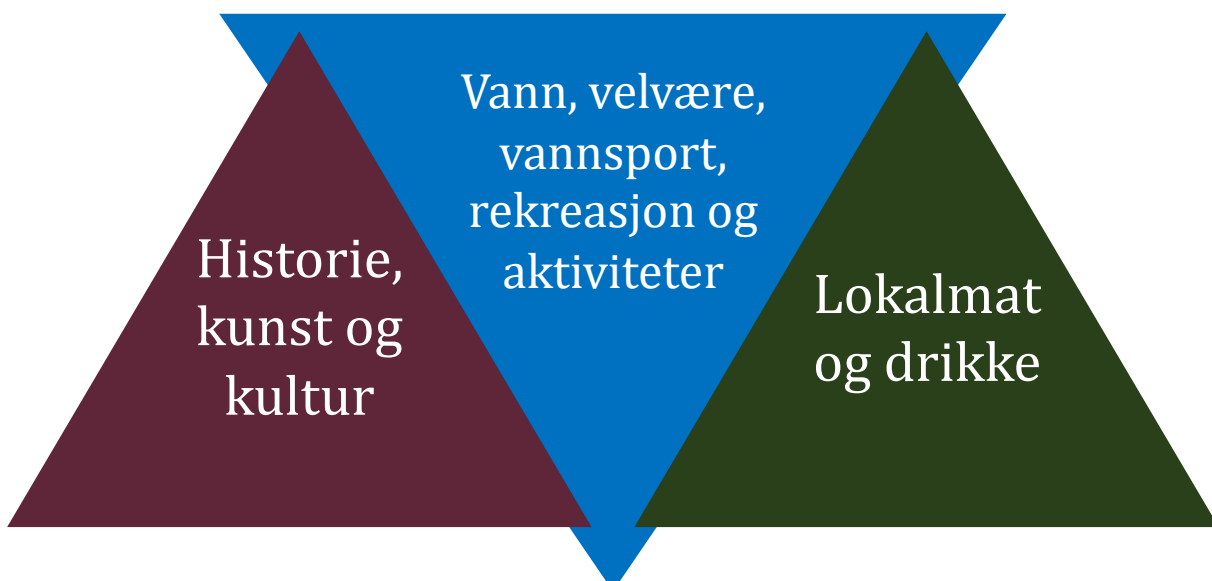 Historie,
kunst og
kultur
Vann, velvære,
vannsport,
rekreasjon og
aktiviteter
Lokalmat
og drikke